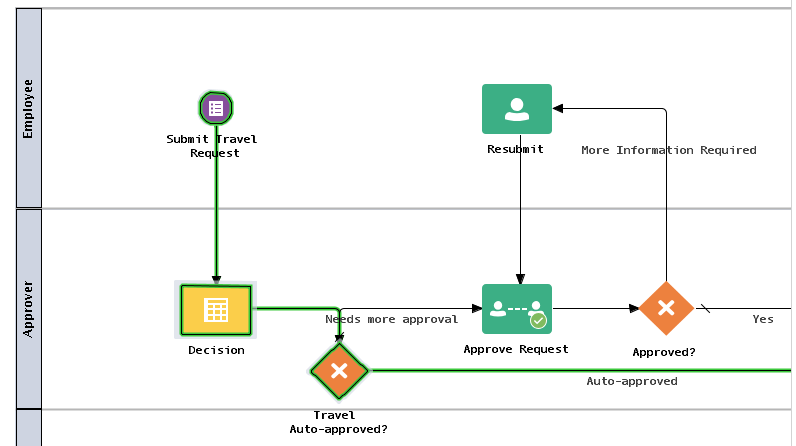 Employee
Submit Travel
Request
Resubmit
More Information Required
Approver
Needs more approval
Yes
Decision
Approve Request
Approved?
Auto-approved
Travel
Auto-approved?